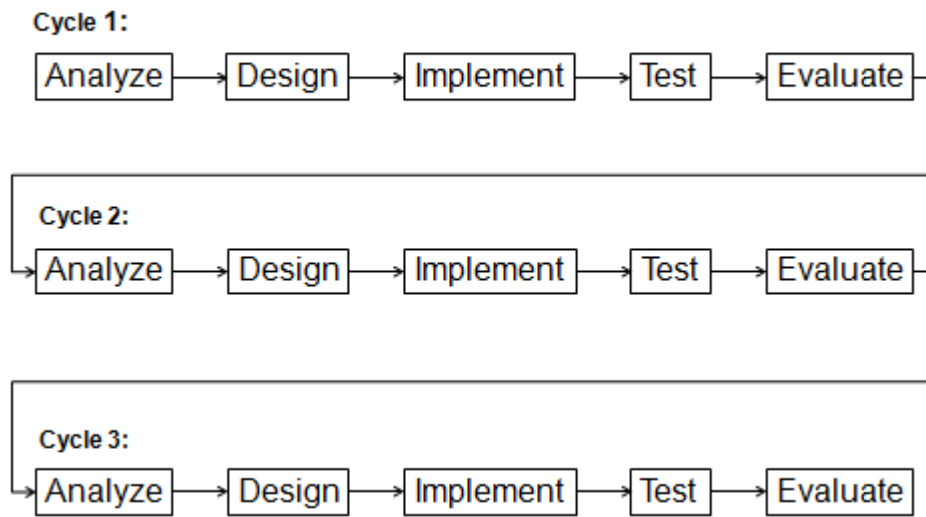 Cycle 1:
Analyze Design Implement Test Evaluate
Cycle 2:
Analyze Design Implement Test Evaluate
Cycle 3:
Analyze Design Implement Test Evaluate